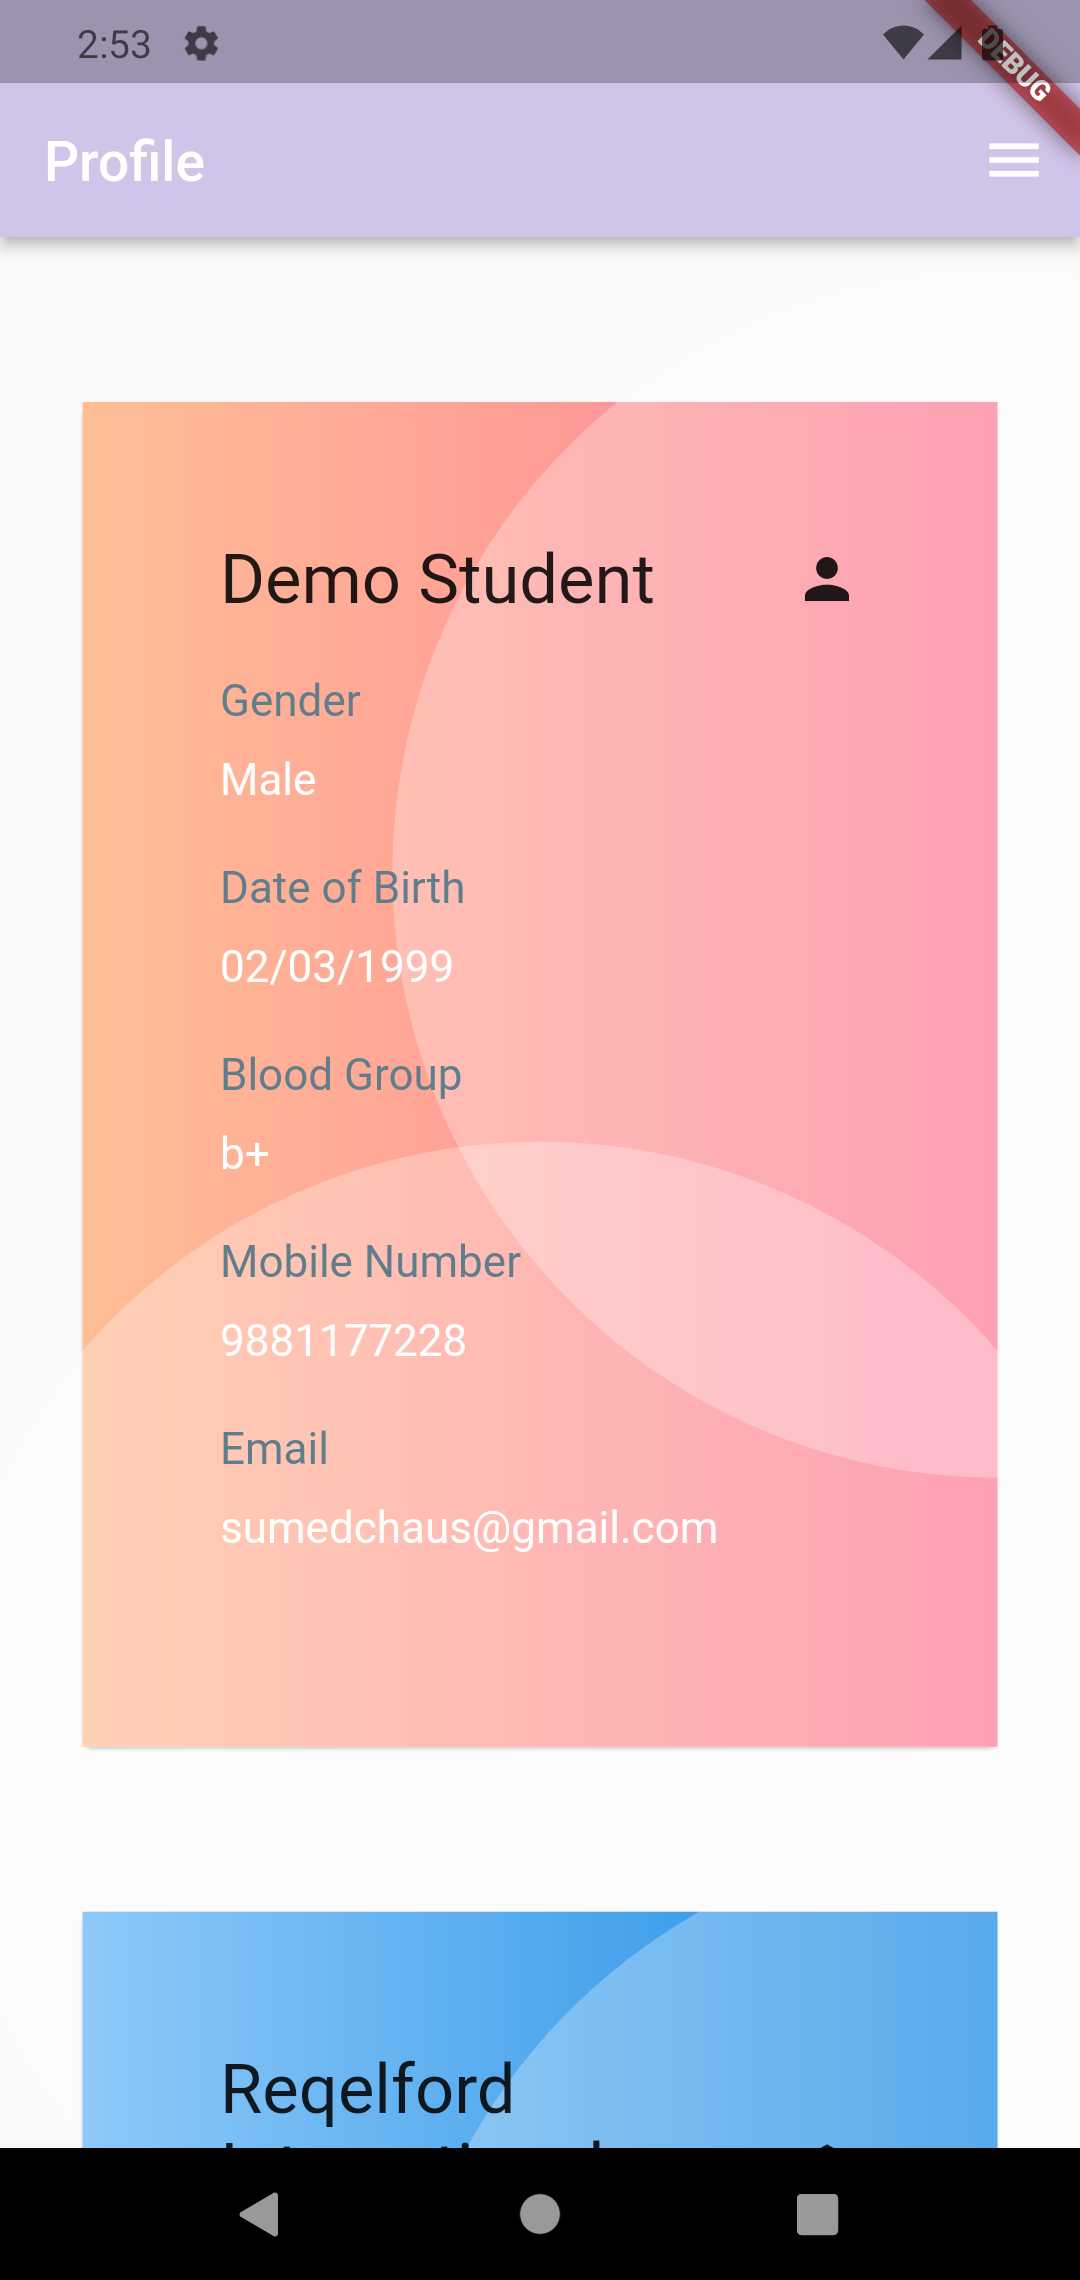 2:53
DEBUG
Profile
Demo Student
Gender
Male
Date of Birth
02/03/1999
Blood Group
b+
Mobile Number
9881177228
Email
sumedchaus@gmail.com
Reqelford